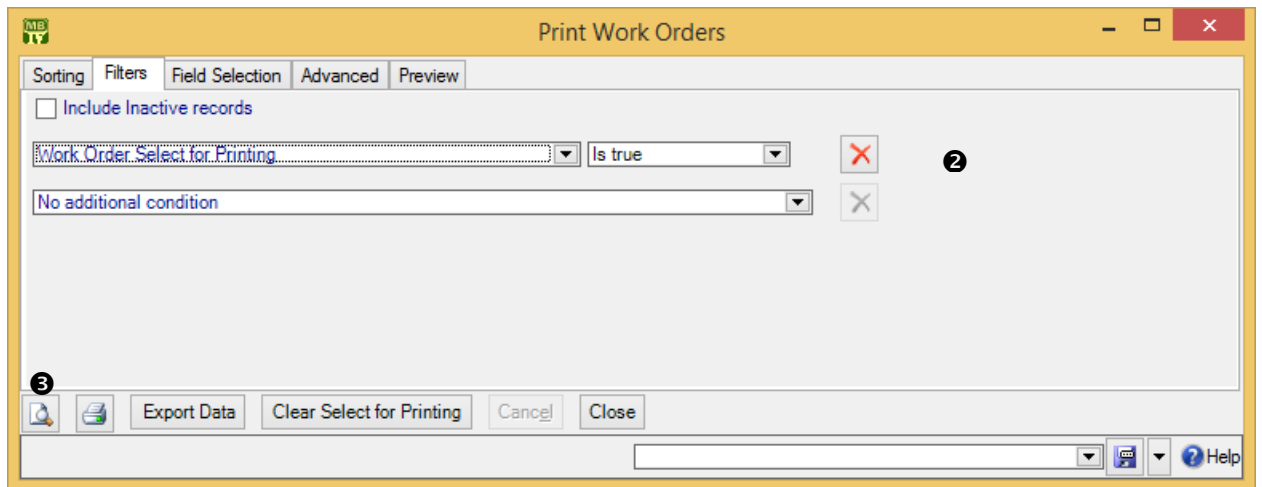 MB
TY
Print Work Orders
Sorting Filters Field Selection Advanced Preview
Include Inactive records
Work Order Select for Printing Is true
❷
No additional condition
❸
Export Data Clear Select for Printing Cancel Close
Help